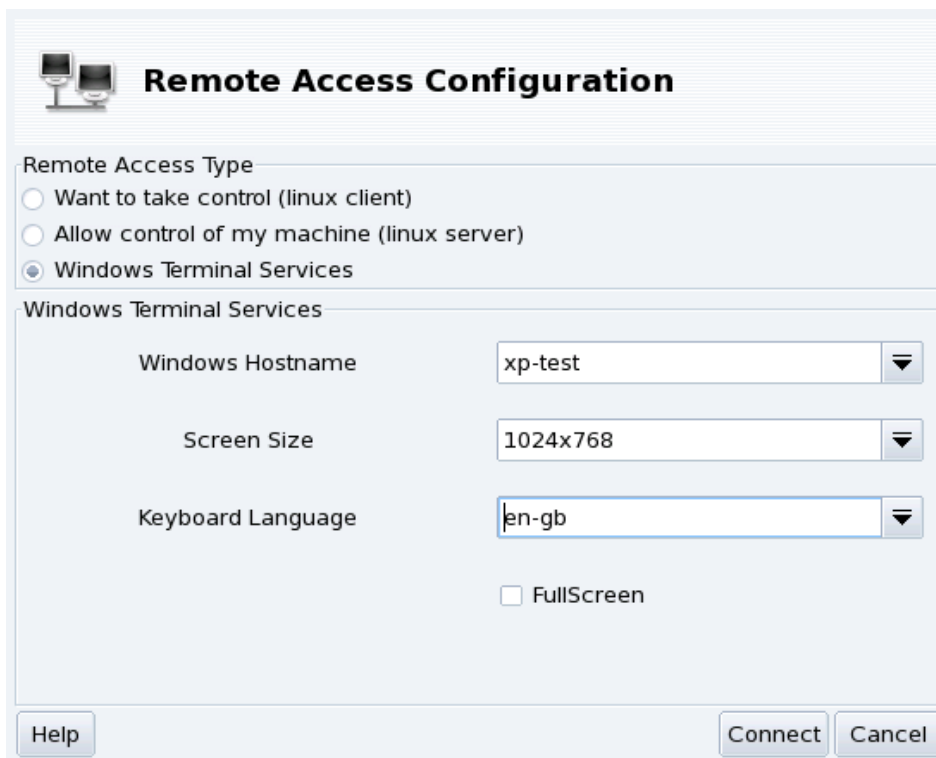 Remote Access Configuration
Remote Access Type
Want to take control (linux client)
Allow control of my machine (linux server)
Windows Terminal Services
Windows Terminal Services
Windows Hostname xp-test
Screen Size 1024x768
Keyboard Language en-gb
FullScreen
Help Connect Cancel